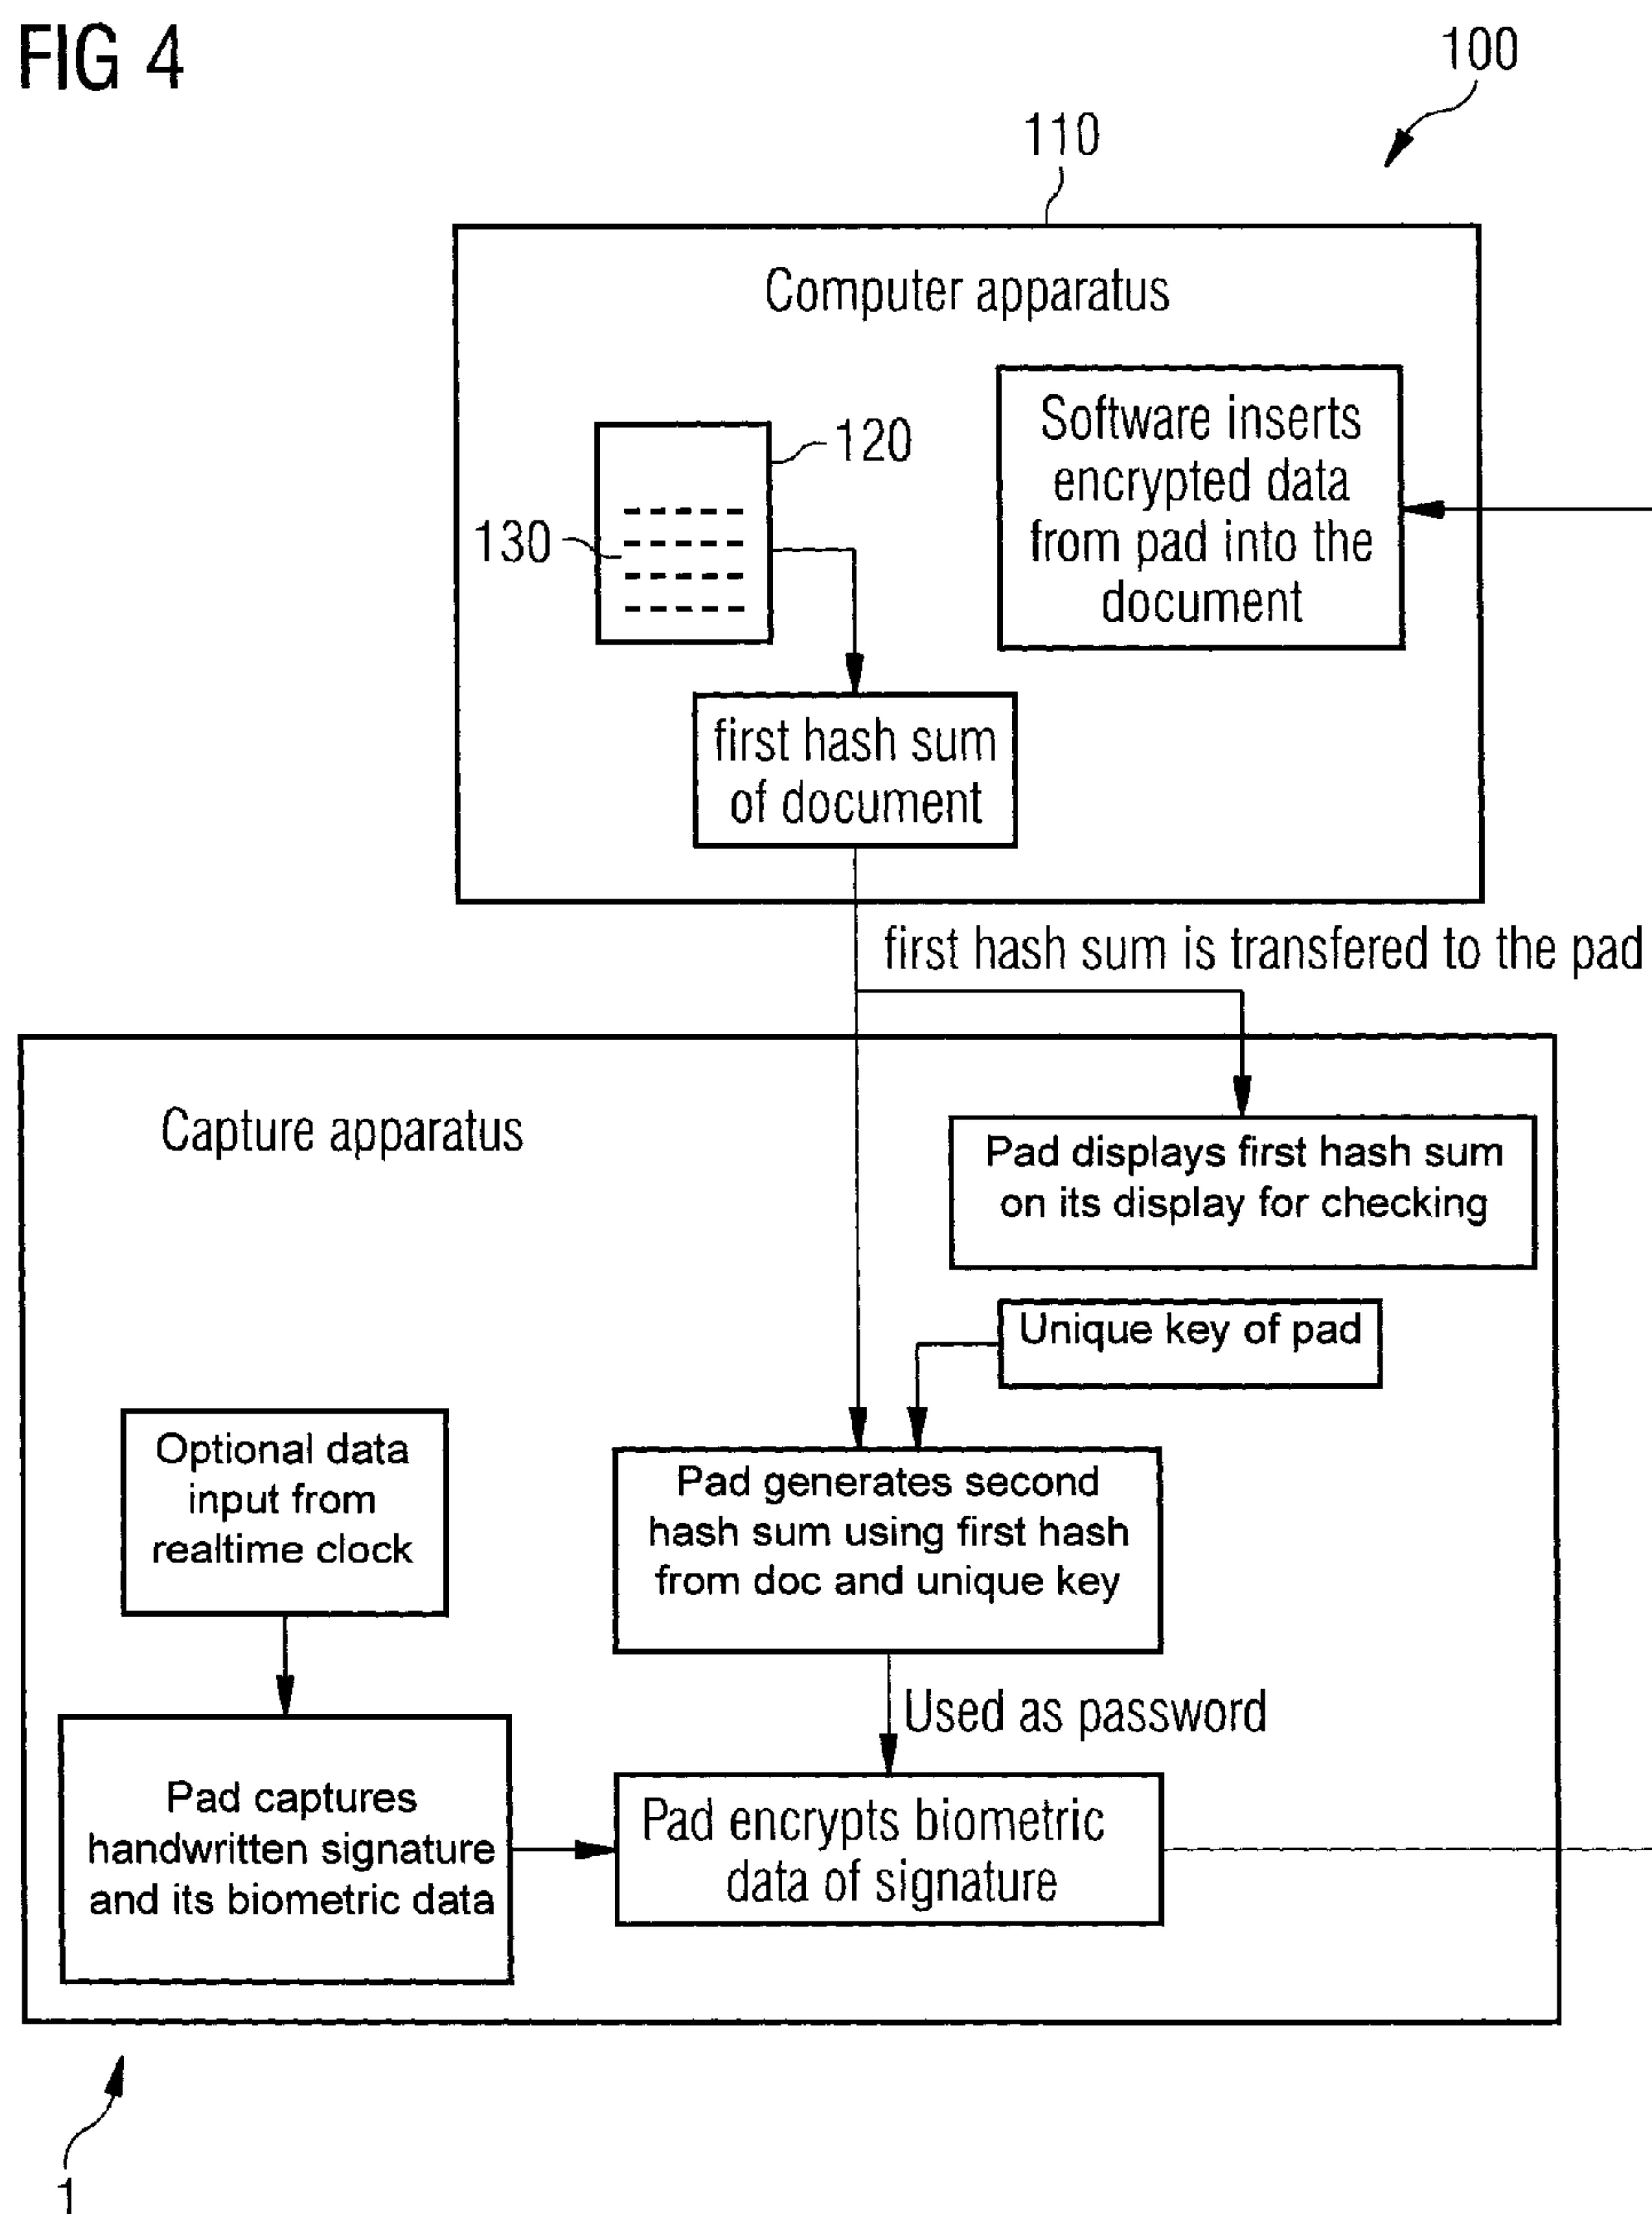 FIG 4
100
110
Computer apparatus
120
130
Software inserts
encrypted data
from pad into the
document
first hash sum
of document
first hash sum is transfered to the pad
Capture apparatus
Pad displays first hash sum
on its display for checking
Unique key of pad
Optional data
input from
realtime clock
Pad generates second
hash sum using first hash
from doc and unique key
Used as password
Pad captures
handwritten signature
and its biometric data
Pad encrypts biometric
data of signature
1